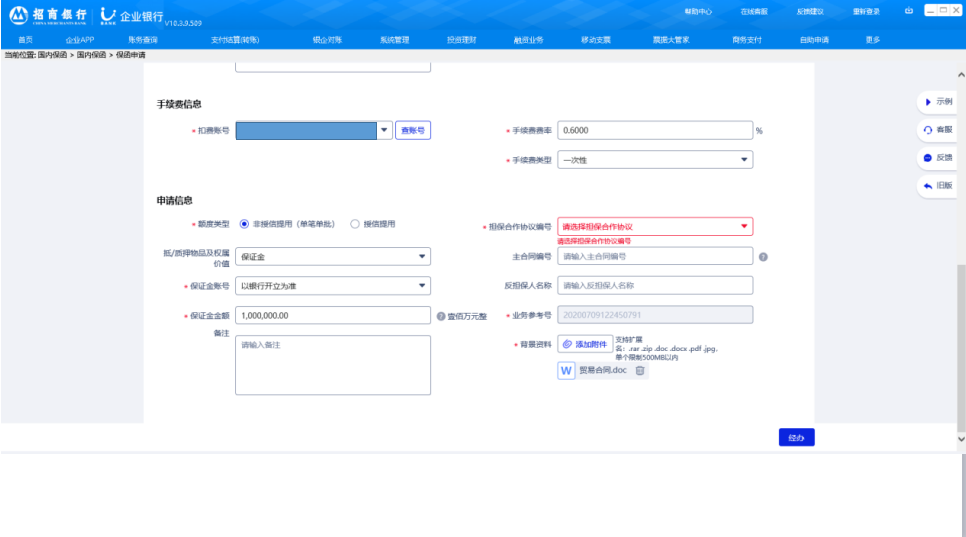 招商银行 企业银行 V10.3.9.509
CHINA MERCHANTS BANK U-BANK
帮助中心 在线客服 反馈建议 重新登录
首页 企业APP 账务查询 支付结算(转账) 银企对账 系统管理 投资理财 融资业务 移动支票 票据大管家 商务支付 自助申请 更多
当前位置: 国内保函 > 国内保函 > 保函申请
手续费信息
* 扣费账号 查账号 * 手续费费率 0.6000 %
* 手续费类型 一次性
申请信息
* 额度类型 非授信提用（单笔单批） 授信提用 * 担保合作协议编号 请选择担保合作协议
请选择担保合作协议编号
抵/质押物品及权属价值 保证金 主合同编号 请输入主合同编号
* 保证金账号 以银行开立为准 反担保人名称 请输入反担保人名称
* 保证金金额 1,000,000.00 壹佰万元整 * 业务参考号 20200709122450791
备注 请输入备注
* 背景资料 添加附件 支持扩展
名：.rar .zip .doc .docx .pdf .jpg,
单个限制500MB以内
W 贸易合同.doc
经办
示例
客服
反馈
旧版